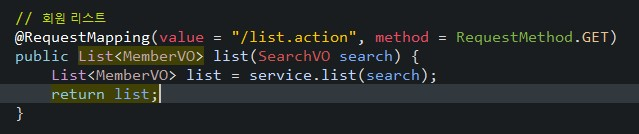 // 회원 리스트
@RequestMapping(value = "/list.action", method = RequestMethod.GET)
public List<MemberVO> list(SearchVO search) {
    List<MemberVO> list = service.list(search);
    return list;
}